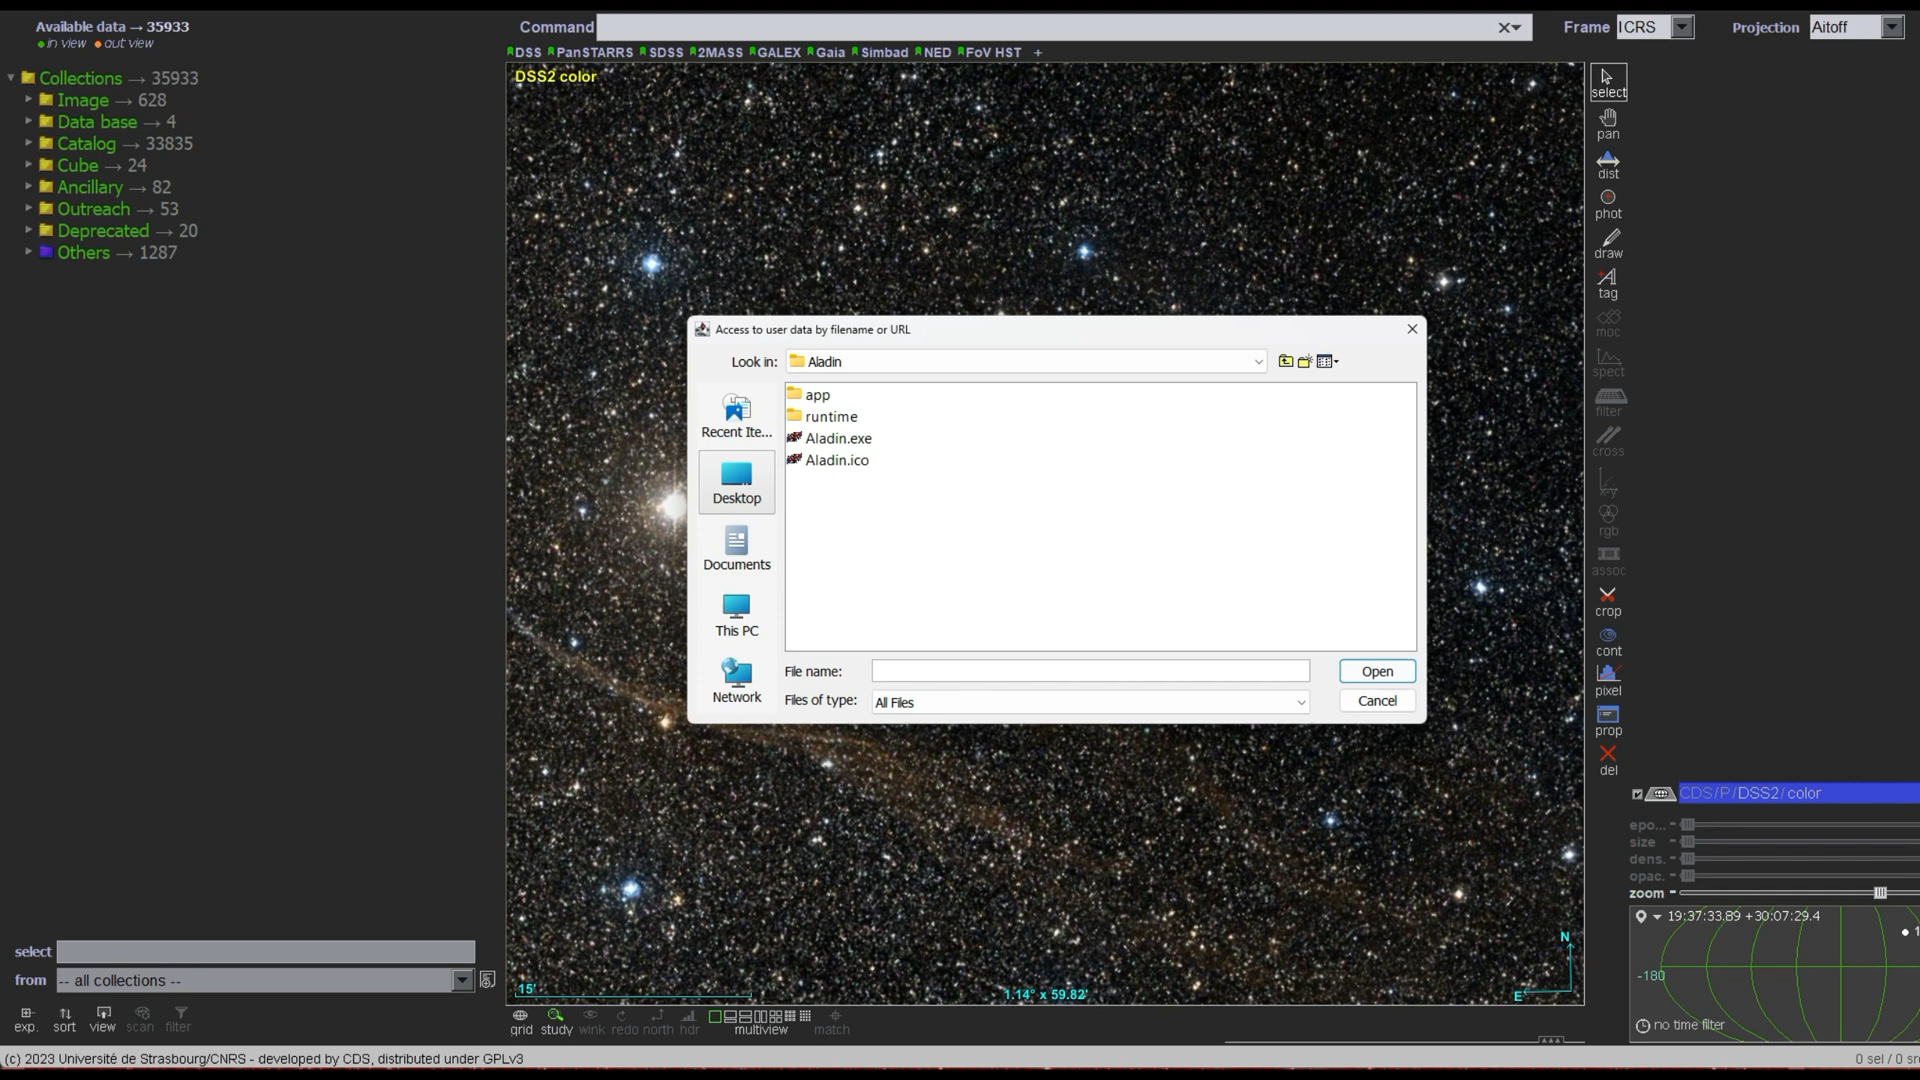 Available data → 35933
in view out view
Collections → 35933
Image → 628
Data base → 4
Catalog → 33835
Cube → 24
Ancillary → 82
Outreach → 53
Deprecated → 20
Others → 1287
Command
Frame ICRS
Projection Aitoff
DSS PanSTARRS SDSS 2MASS GALEX Gaia Simbad NED FoV HST +
DSS2 color
Access to user data by filename or URL
Look in: Aladin
app
runtime
Aladin.exe
Aladin.ico
Recent Ite...
Desktop
Documents
This PC
Network
File name:
Open
Files of type: All Files
Cancel
select
pan
dist
phot
draw
tag
moc
spect
filter
cross
rgb
assoc
crop
cont
pixel
prop
del
CDS/P/DSS2/color
epo...
size
dens.
opac.
zoom
19:37:33.89 +30:07:29.4
-180
no time filter
N
E
15'
1.14° x 59.82'
select
from -- all collections --
exp. sort view scan filter
grid study wink redo north hdr multiview match
(c) 2023 Université de Strasbourg/CNRS - developed by CDS, distributed under GPLv3
0 sel / 0 sr